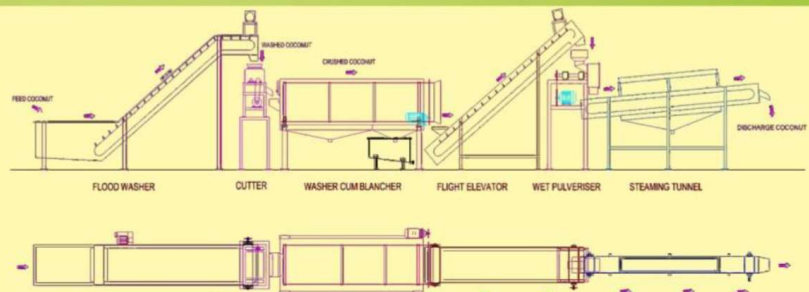 WASHED COCONUT
CRUSHED COCONUT
FEED COCONUT
DISCHARGE COCONUT
FLOOD WASHER
CUTTER
WASHER CUM BLANCHER
FLIGHT ELEVATOR
WET PULVERISER
STEAMING TUNNEL